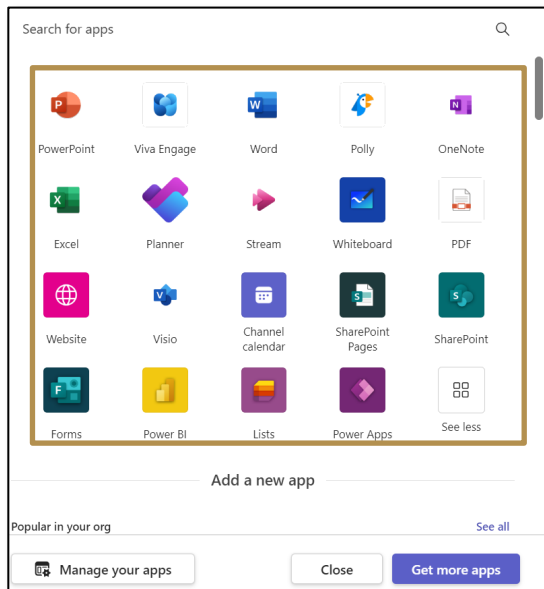 Search for apps
PowerPoint Viva Engage Word Polly OneNote
Excel Planner Stream Whiteboard PDF
Website Visio Channel calendar SharePoint Pages SharePoint
Forms Power BI Lists Power Apps See less
Add a new app
Popular in your org See all
Manage your apps Close Get more apps